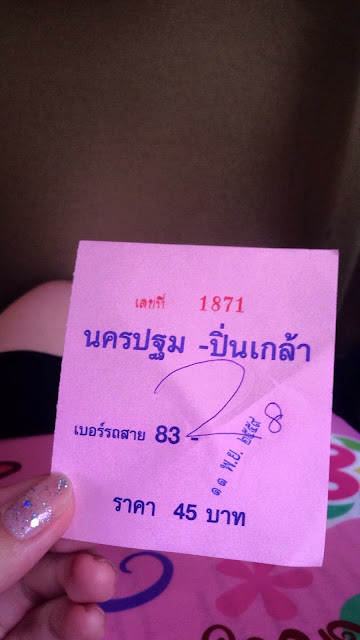 เลขที่ 1871
นครปฐม -ปิ่นเกล้า
2
เบอร์รถสาย 83 - 8
๑๑ พ.ย. ๒๕๕๙
ราคา 45 บาท